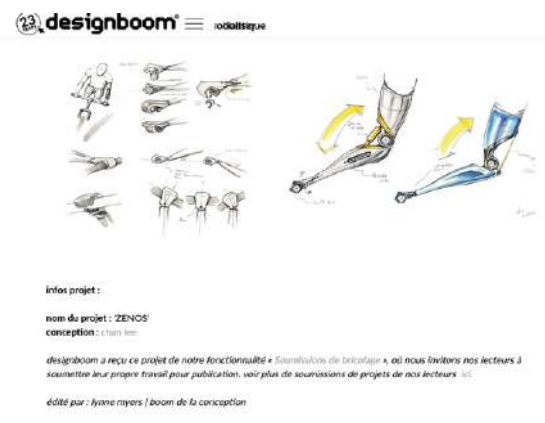 23
designboom®
infos projet :
nom du projet : 'ZENOS'
conception : chan lee
designboom a reçu ce projet de notre fonctionnalité « Soumissions de bricolage », où nous invitons nos lecteurs à
soumettre leur propre travail pour publication. voir plus de soumissions de projets de nos lecteurs ici.
édité par : lynne myers | boom de la conception